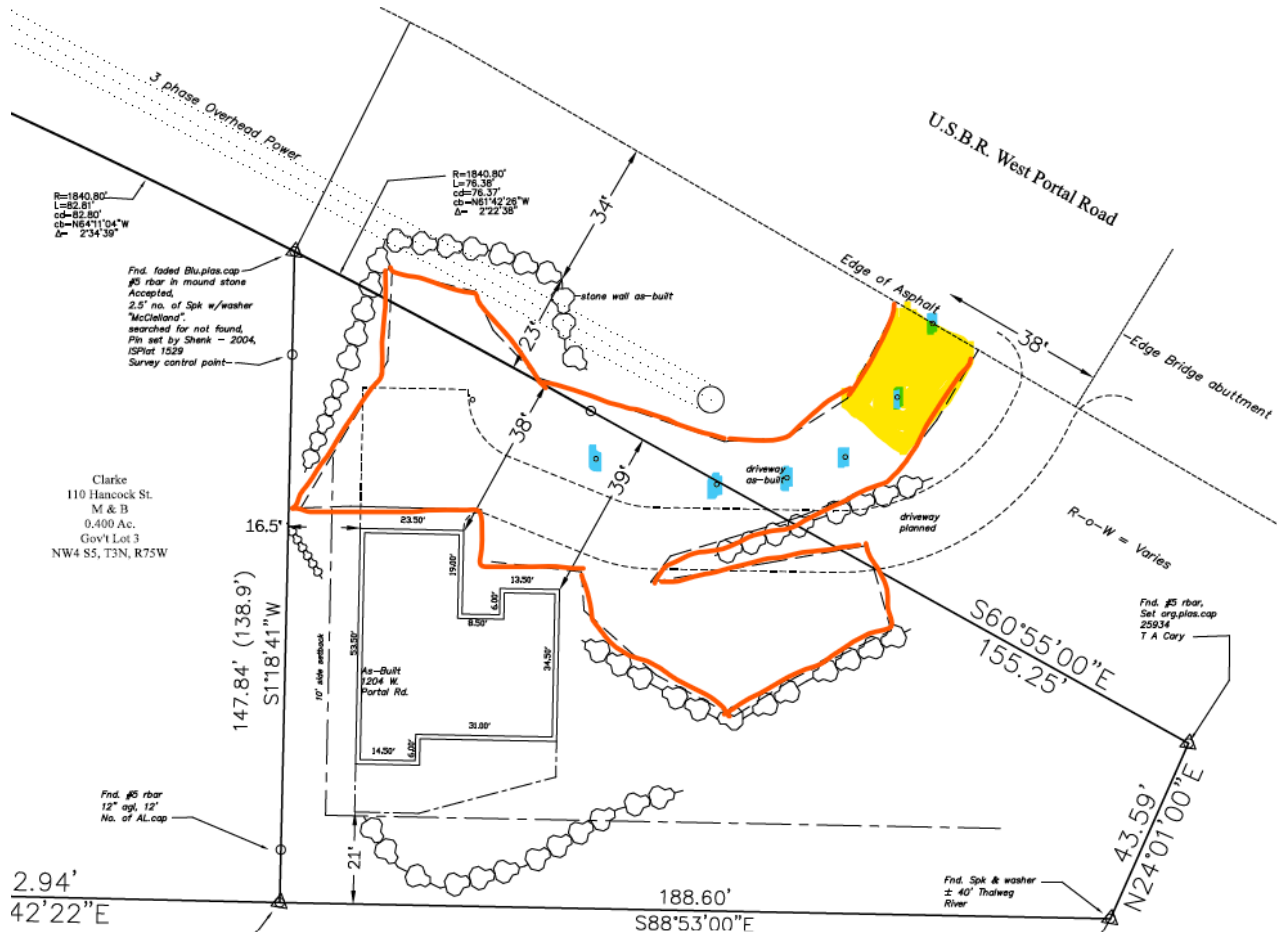 3 phase Overhead Power
U.S.B.R. West Portal Road
R=1840.80'
L=82.81'
cd=82.80'
cb=N64°11'04"W
Δ= 2°34'39"
R=1840.80'
L=76.38'
cd=76.37'
cb=N61°42'26"W
Δ= 2°22'38"
34'
Fnd. faded Blu.plas.cap
#5 rbar in mound stone
Accepted,
2.5' no. of Spk w/washer
"McClelland".
searched for not found,
Pin set by Shenk - 2004,
ISPlat 1529
Survey control point
stone wall as-built
Edge of Asphalt
23'
38'
Edge Bridge abuttment
38'
39'
driveway
as-built
driveway
planned
R-o-W = Varies
Clarke
110 Hancock St.
M & B
0.400 Ac.
Gov't Lot 3
NW4 S5, T3N, R75W
16.5'
23.50'
19.00'
8.50'
6.00'
13.50'
53.50'
34.50'
As-Built
1204 W.
Portal Rd.
31.00'
14.50'
6.00'
10' side setback
147.84' (138.9')
S1°18'41"W
S60°55'00"E
155.25'
Fnd. #5 rbar,
Set org.plas.cap
25934
T A Cary
Fnd. #5 rbar
12" agl, 12'
No. of AL.cap
21'
43.59'
N24°01'00"E
Fnd. Spk & washer
± 40' Thalweg
River
2.94'
42'22"E
188.60'
S88°53'00"E